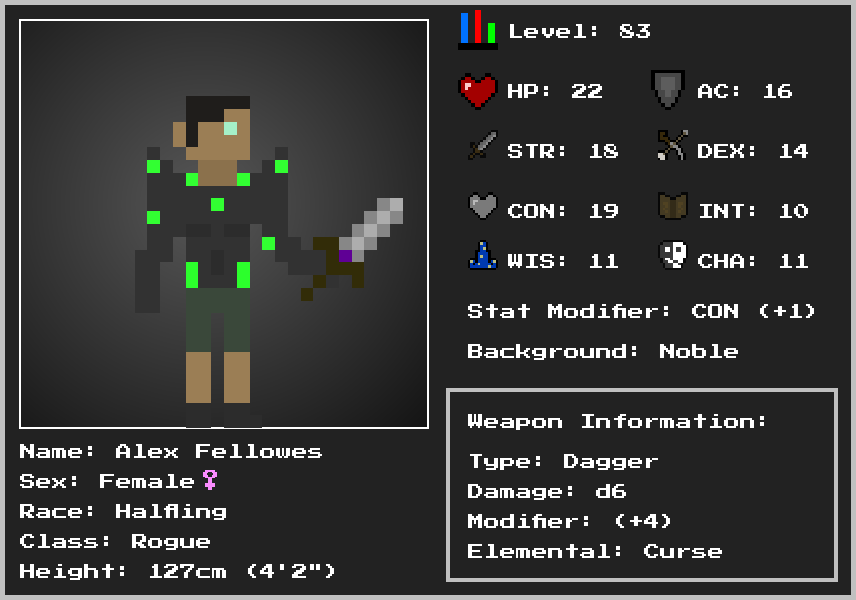 Level: 83
HP: 22
AC: 16
STR: 18
DEX: 14
CON: 19
INT: 10
WIS: 11
CHA: 11
Stat Modifier: CON (+1)
Background: Noble
Name: Alex Fellowes
Sex: Female♀
Race: Halfling
Class: Rogue
Height: 127cm (4'2")
Weapon Information:
Type: Dagger
Damage: d6
Modifier: (+4)
Elemental: Curse